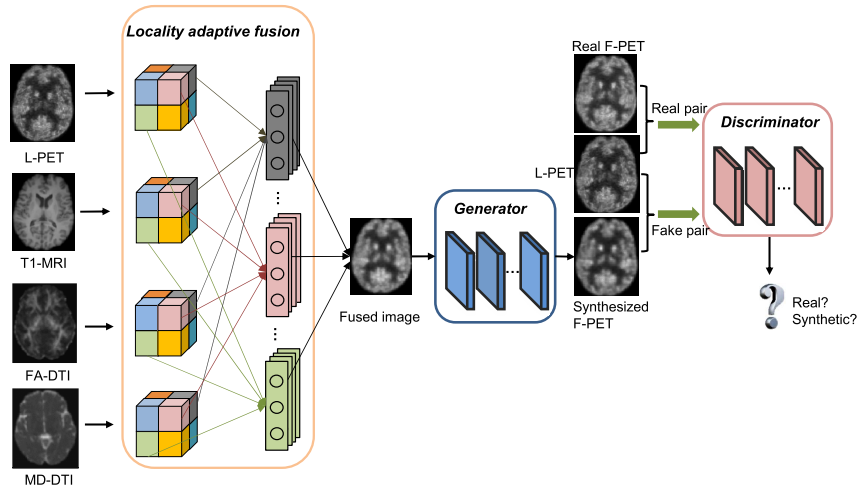 Locality adaptive fusion
L-PET
T1-MRI
FA-DTI
MD-DTI
...
...
Fused image
Generator
...
Real F-PET
L-PET
Synthesized
F-PET
Real pair
Fake pair
Discriminator
...
?
Real?
Synthetic?